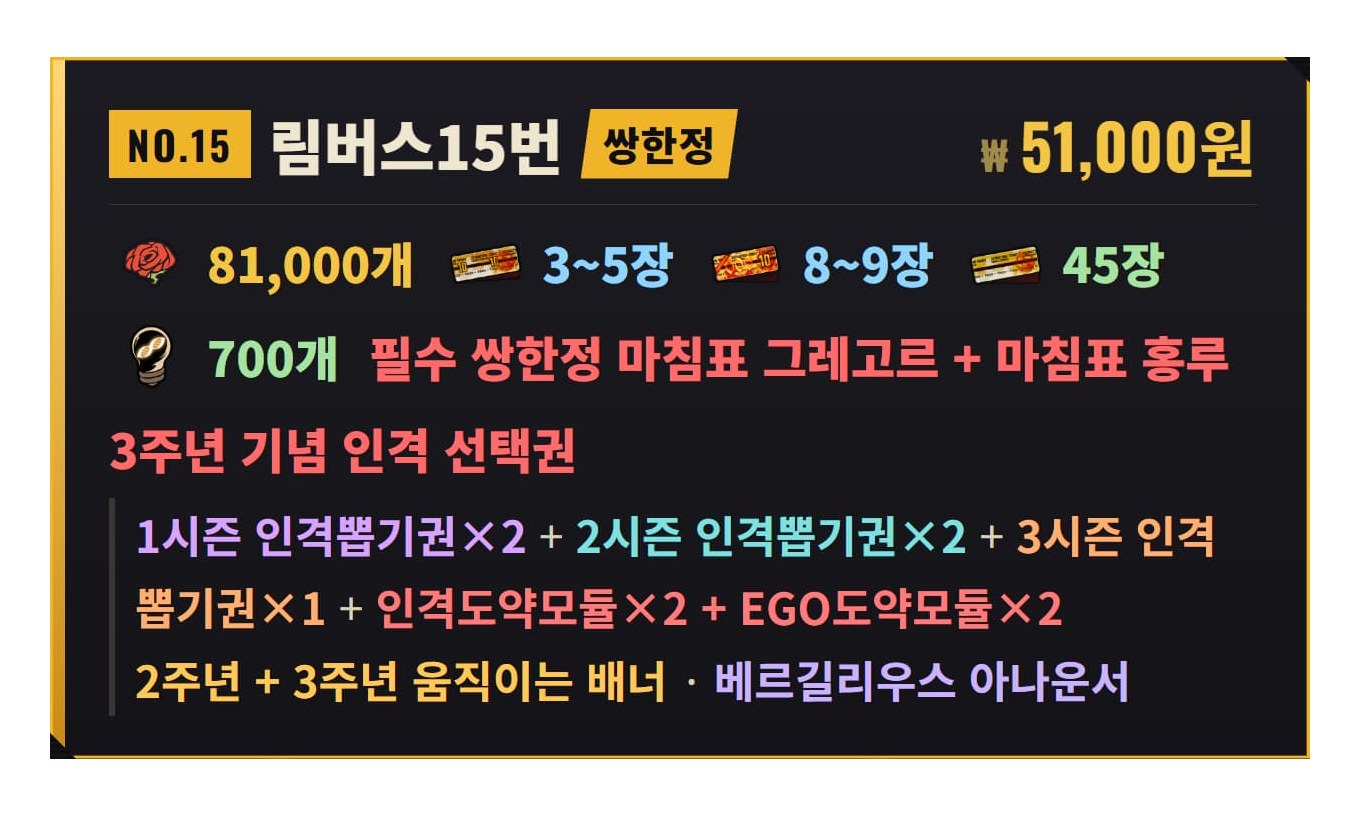 NO.15 림버스15번 쌍한정 ₩ 51,000원
81,000개 3~5장 8~9장 45장
700개 필수 쌍한정 마침표 그레고르 + 마침표 홍루
3주년 기념 인격 선택권
1시즌 인격뽑기권×2 + 2시즌 인격뽑기권×2 + 3시즌 인격
뽑기권×1 + 인격도약모듈×2 + EGO도약모듈×2
2주년 + 3주년 움직이는 배너 · 베르길리우스 아나운서